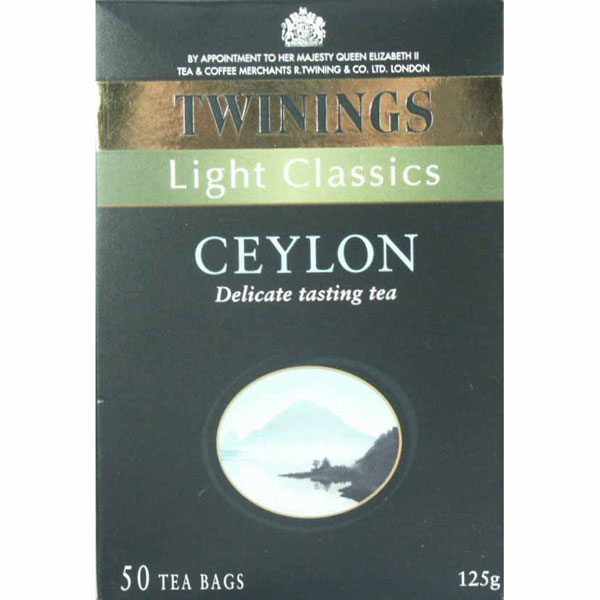 BY APPOINTMENT TO HER MAJESTY QUEEN ELIZABETH II
TEA & COFFEE MERCHANTS R.TWINING & CO. LTD. LONDON
TWININGS
Light Classics
CEYLON
Delicate tasting tea
50 TEA BAGS
125g